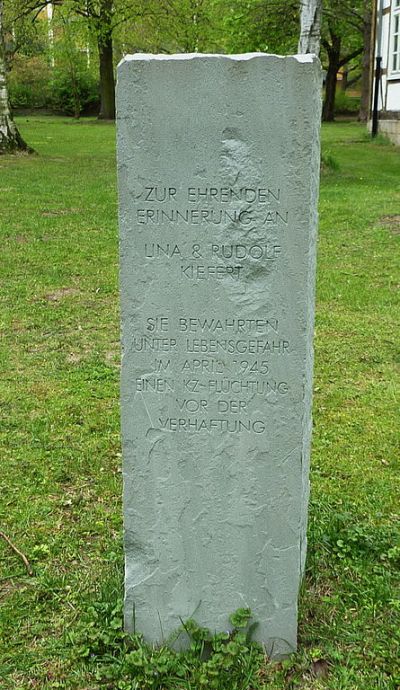 ZUR EHRENDEN
ERINNERUNG AN
LINA & RUDOLF
KIEFERT
SIE BEWAHRTEN
UNTER LEBENSGEFAHR
IM APRIL 1945
EINEN KZ-FLÜCHTUNG
VOR DER
VERHAFTUNG